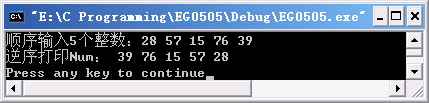 "E:\C Programming\EG0505\Debug\EG0505.exe"
顺序输入5个整数：28 57 15 76 39
逆序打印Num： 39 76 15 57 28
Press any key to continue